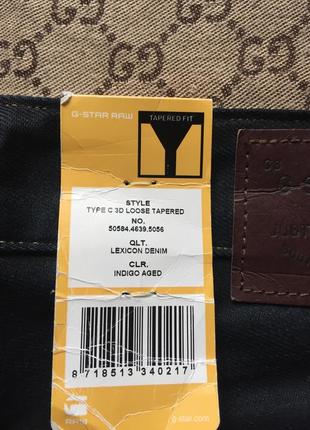 G-STAR RAW
TAPERED FIT
STYLE
TYPE C 3D LOOSE TAPERED
NO.
50584.4639.5056
QLT.
LEXICON DENIM
CLR.
INDIGO AGED
8 718513 340217
RAW
g-star.com